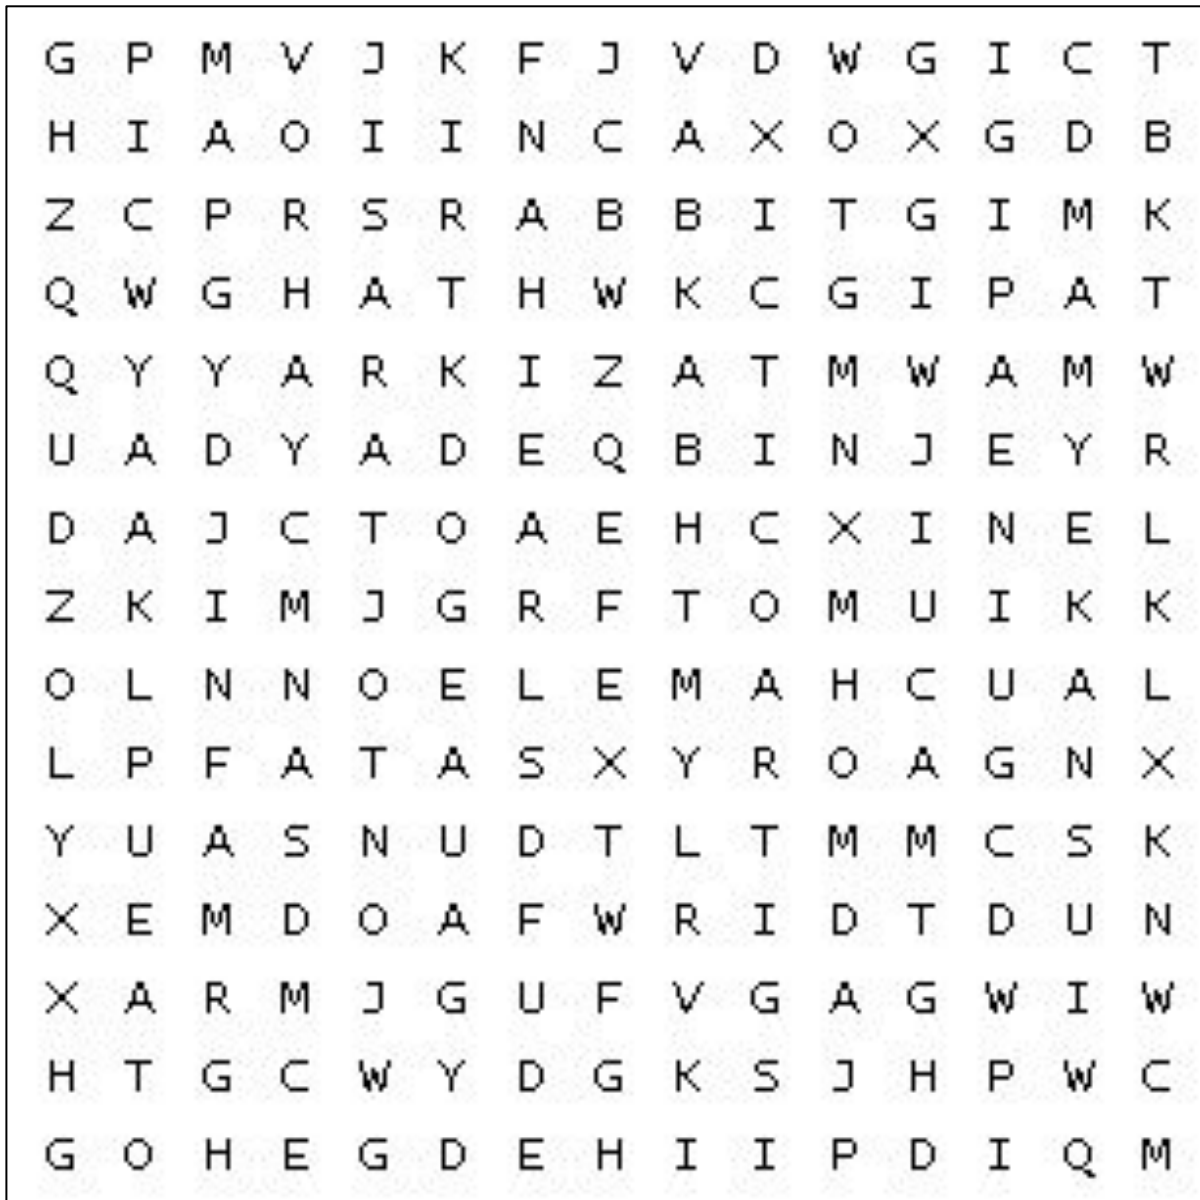 G P M V J K F J V D W G I C T
H I A O I I N C A X O X G D B
Z C P R S R A B B I T G I M K
Q W G H A T H W K C G I P A T
Q Y Y A R K I Z A T M W A M W
U A D Y A D E Q B I N J E Y R
D A J C T O A E H C X I N E L
Z K I M J G R F T O M U I K K
O L N N O E L E M A H C U A L
L P F A T A S X Y R O A G N X
Y U A S N U D T L T M M C S K
X E M D O A F W R I D T D U N
X A R M J G U F V G A G W I W
H T G C W Y D G K S J H P W C
G O H E G D E H I I P D I Q M